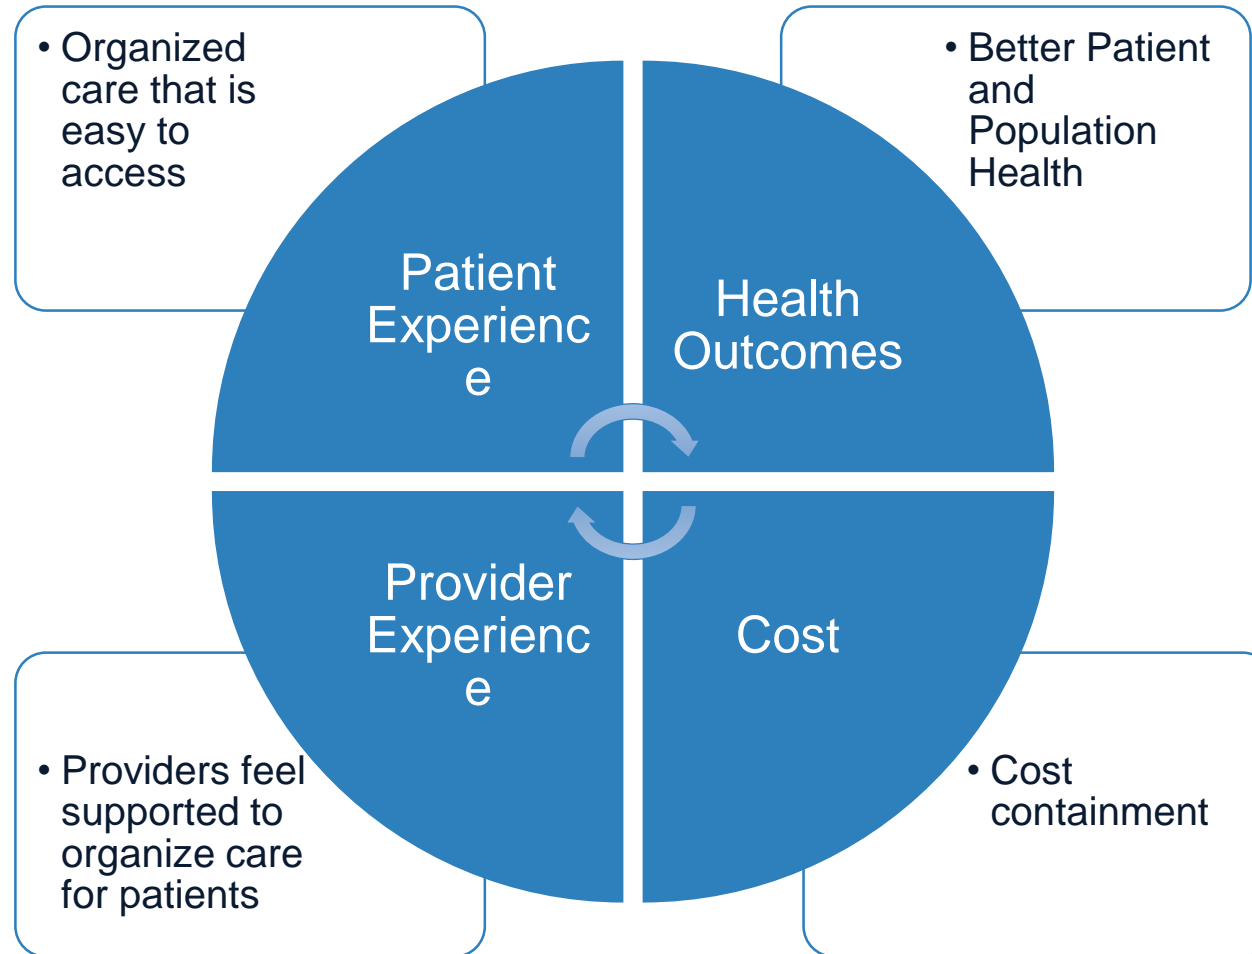 • Organized
care that is
easy to
access
• Better Patient
and
Population
Health
Patient
Experienc
e
Health
Outcomes
Provider
Experienc
e
Cost
• Providers feel
supported to
organize care
for patients
• Cost
containment